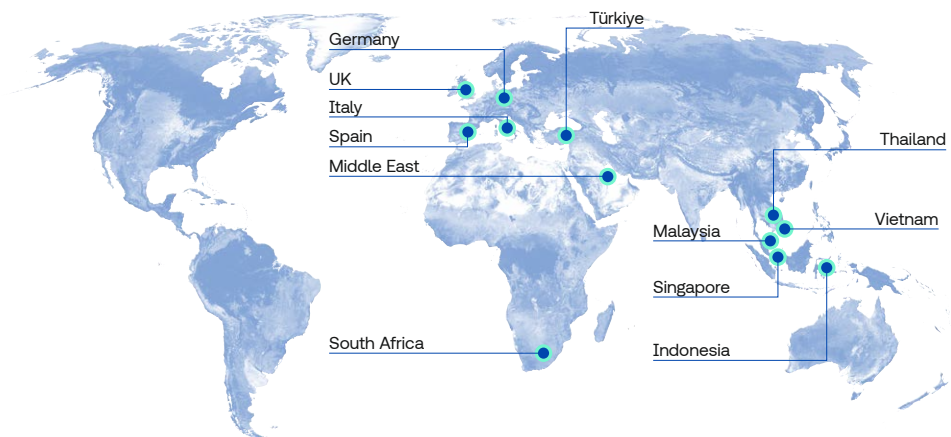 Türkiye
Germany
UK
Italy
Spain
Middle East
Thailand
Vietnam
Malaysia
Singapore
South Africa
Indonesia